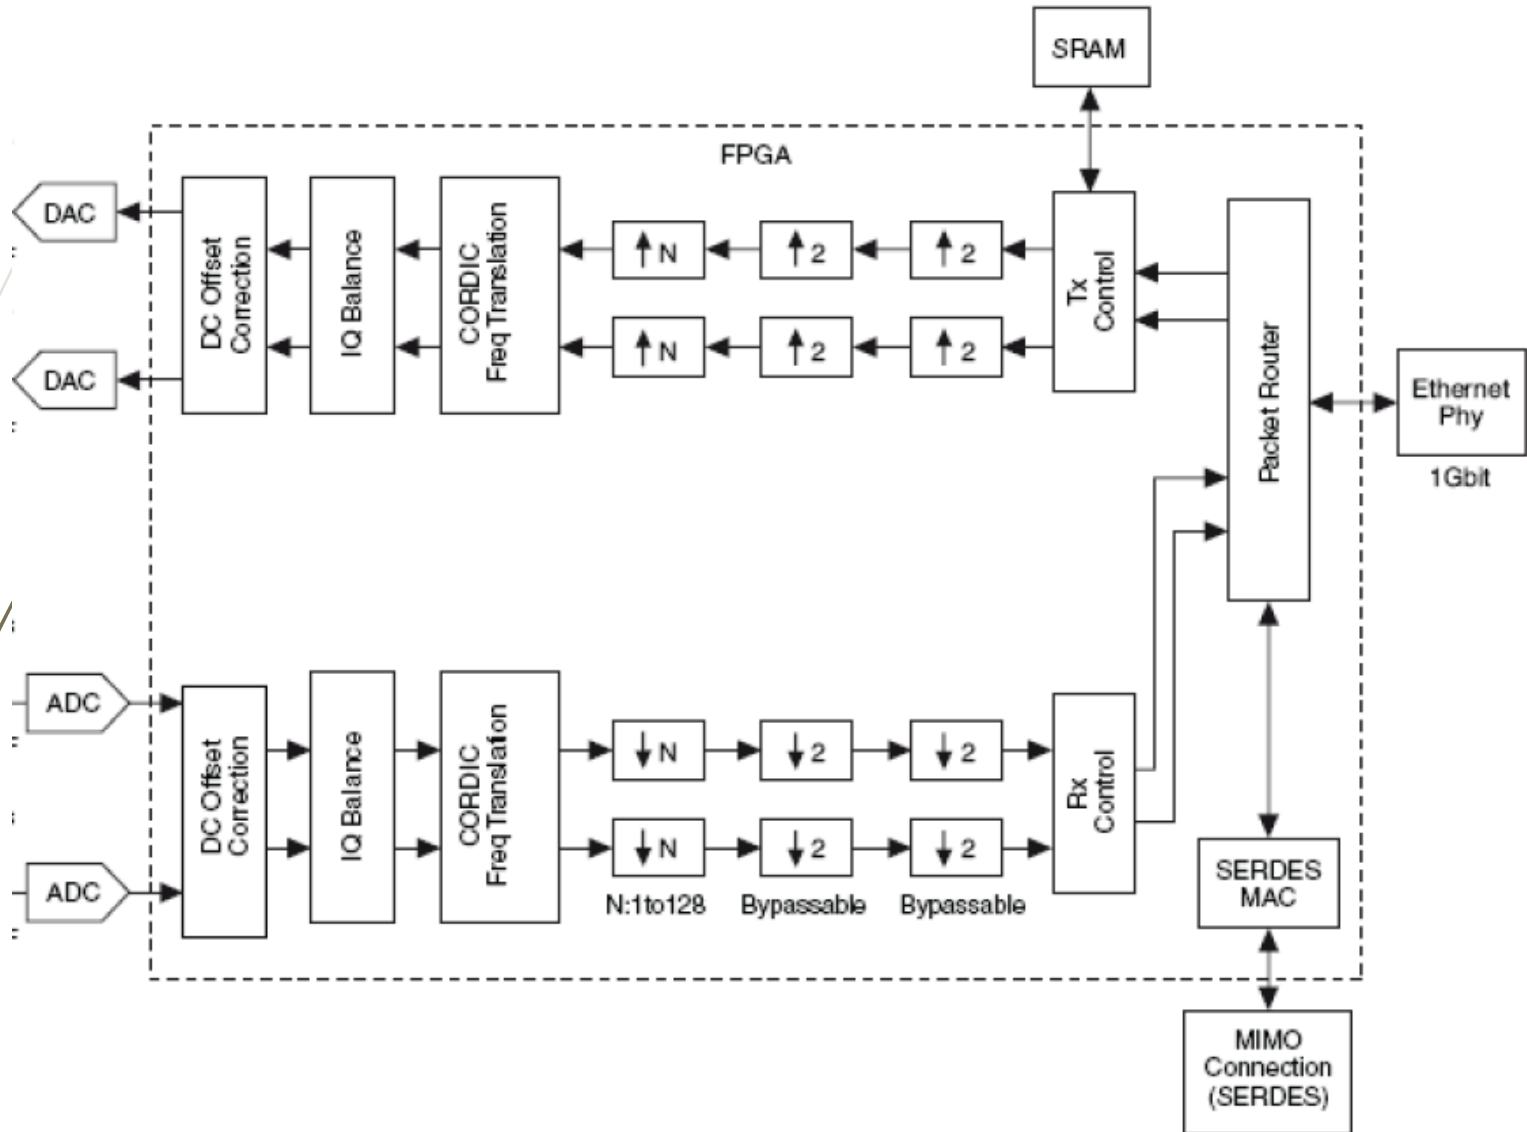 SRAM
FPGA
DAC
DAC
DC Offset
Correction
IQ Balance
CORDIC
Freq Translation
↑ N
↑ 2
↑ 2
↑ N
↑ 2
↑ 2
Tx
Control
Packet Router
Ethernet
Phy
1Gbit
ADC
ADC
DC Offset
Correction
IQ Balance
CORDIC
Freq Translation
↓ N
↓ 2
↓ 2
↓ N
↓ 2
↓ 2
N:1to128
Bypassable
Bypassable
Rx
Control
SERDES
MAC
MIMO
Connection
(SERDES)